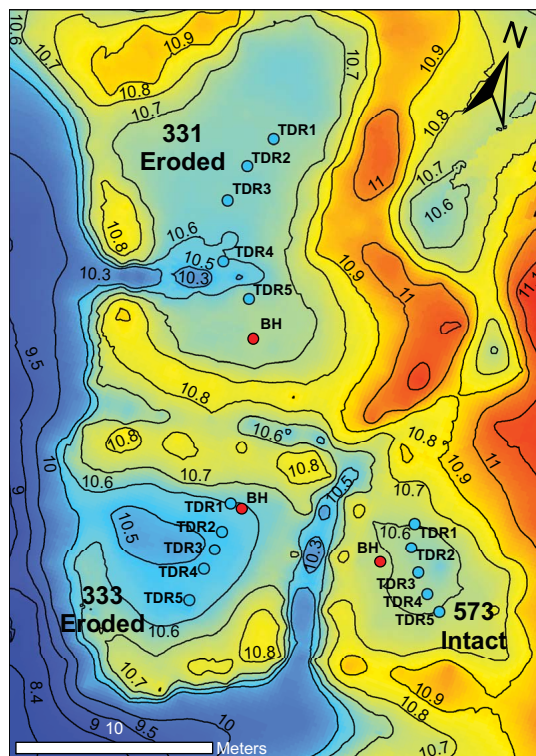 10.6
10.7
10.9
10.8
10.7
10.7
10.9
10.8
N
331
Eroded
TDR1
TDR2
TDR3
11
10.7
10.6
10.8
10.6
TDR4
10.5
10.3
10.3
TDR5
BH
10.9
11
11.1
9.5
10.8
10.8
10.6
10.8
10.8
10.9
10
10.6
10.7
10.5
10.7
11
9
TDR1
BH
10.5
TDR2
TDR3
TDR4
TDR5
10.3
10.6
TDR1
TDR2
BH
TDR3
TDR4
TDR5
333
Eroded
573
Intact
10.6
10.7
10.8
10.9
10.8
10.7
8.4
9
9.5
10
10
Meters